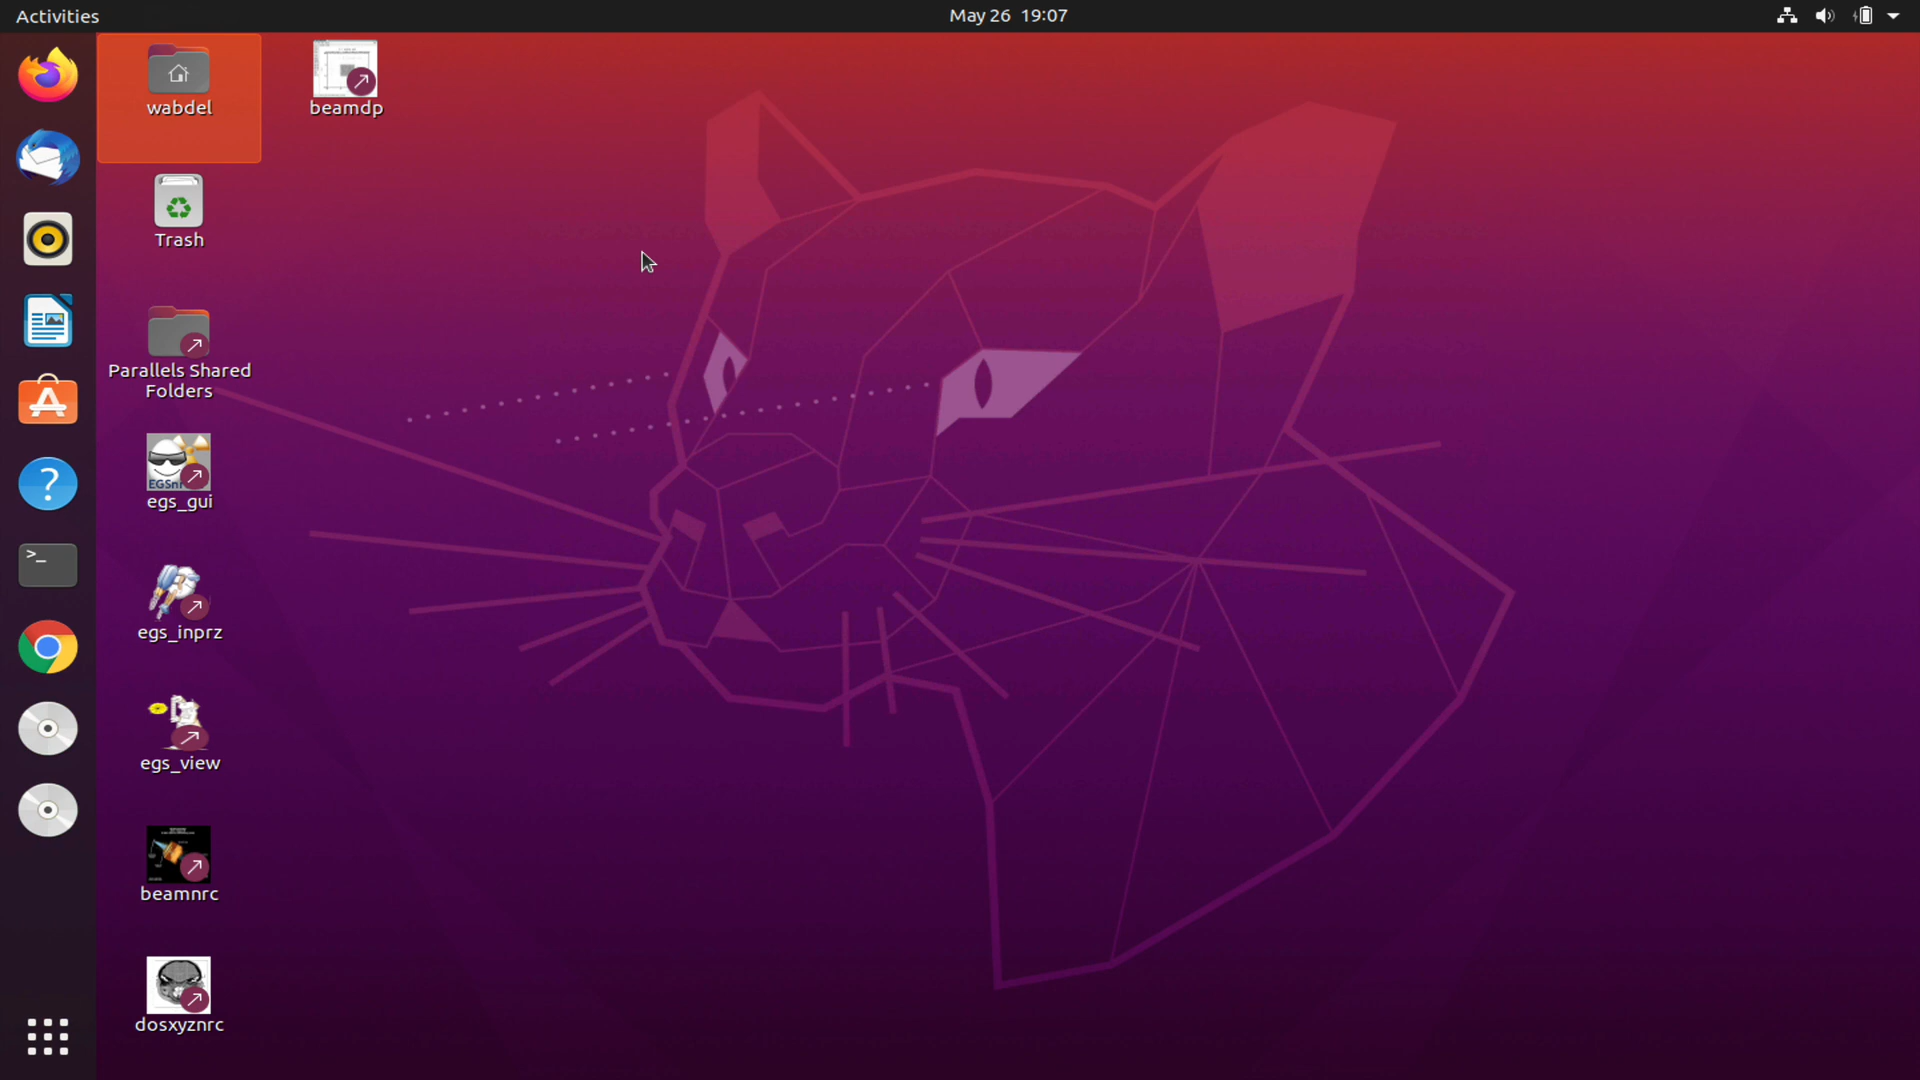 Activities
May 26 19:07
wabdel
beamdp
Trash
Parallels Shared
Folders
egs_gui
egs_inprz
egs_view
beamnrc
dosxyznrc
>_
?